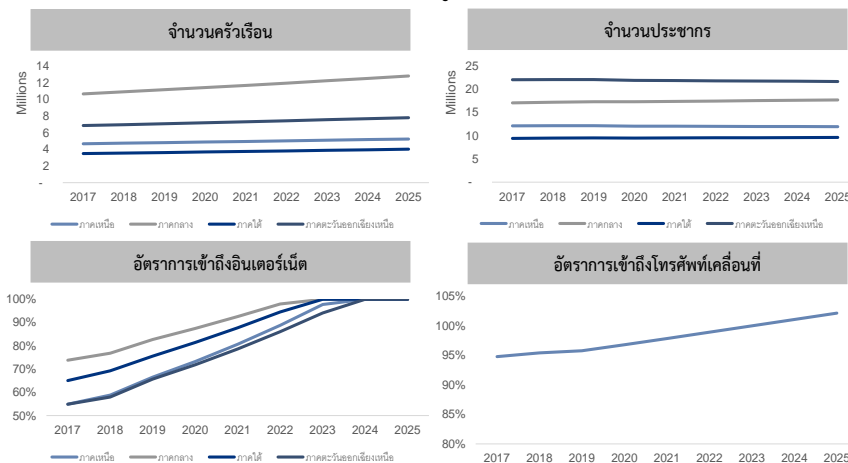 จำนวนครัวเรือน
Millions
14
12
10
8
6
4
2
-
2017 2018 2019 2020 2021 2022 2023 2024 2025
ภาคเหนือ ภาคกลาง ภาคใต้ ภาคตะวันออกเฉียงเหนือ
จำนวนประชากร
Millions
25
20
15
10
5
-
2017 2018 2019 2020 2021 2022 2023 2024 2025
ภาคเหนือ ภาคกลาง ภาคใต้ ภาคตะวันออกเฉียงเหนือ
อัตราการเข้าถึงอินเตอร์เน็ต
100%
90%
80%
70%
60%
50%
2017 2018 2019 2020 2021 2022 2023 2024 2025
ภาคเหนือ ภาคกลาง ภาคใต้ ภาคตะวันออกเฉียงเหนือ
อัตราการเข้าถึงโทรศัพท์เคลื่อนที่
105%
100%
95%
90%
85%
80%
2017 2018 2019 2020 2021 2022 2023 2024 2025